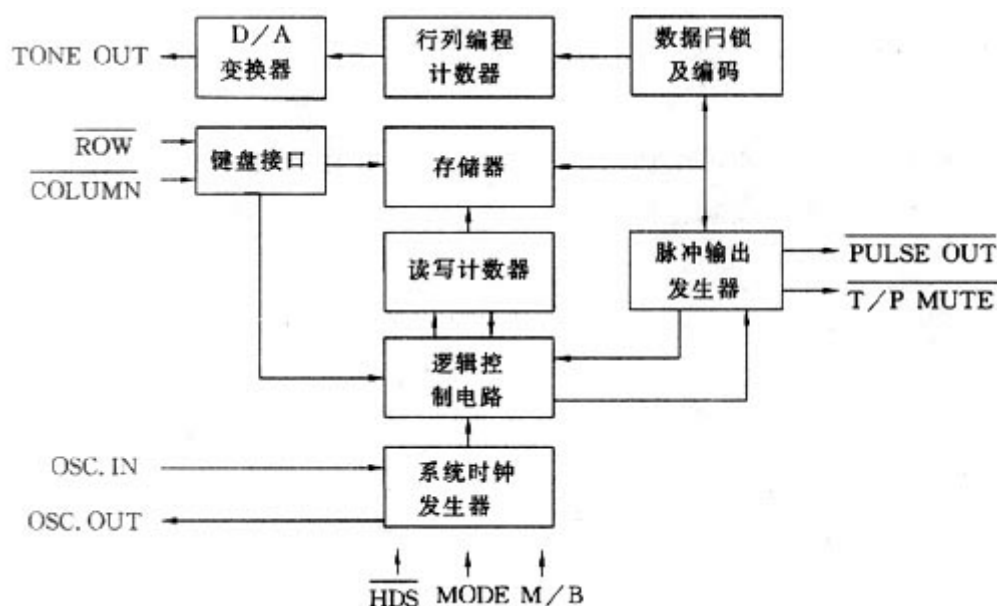 TONE OUT
D/A
变换器
行列编程
计数器
数据闩锁
及编码
ROW
COLUMN
键盘接口
存储器
读写计数器
脉冲输出
发生器
PULSE OUT
T/P MUTE
逻辑控
制电路
OSC. IN
OSC. OUT
系统时钟
发生器
HDS MODE M/B